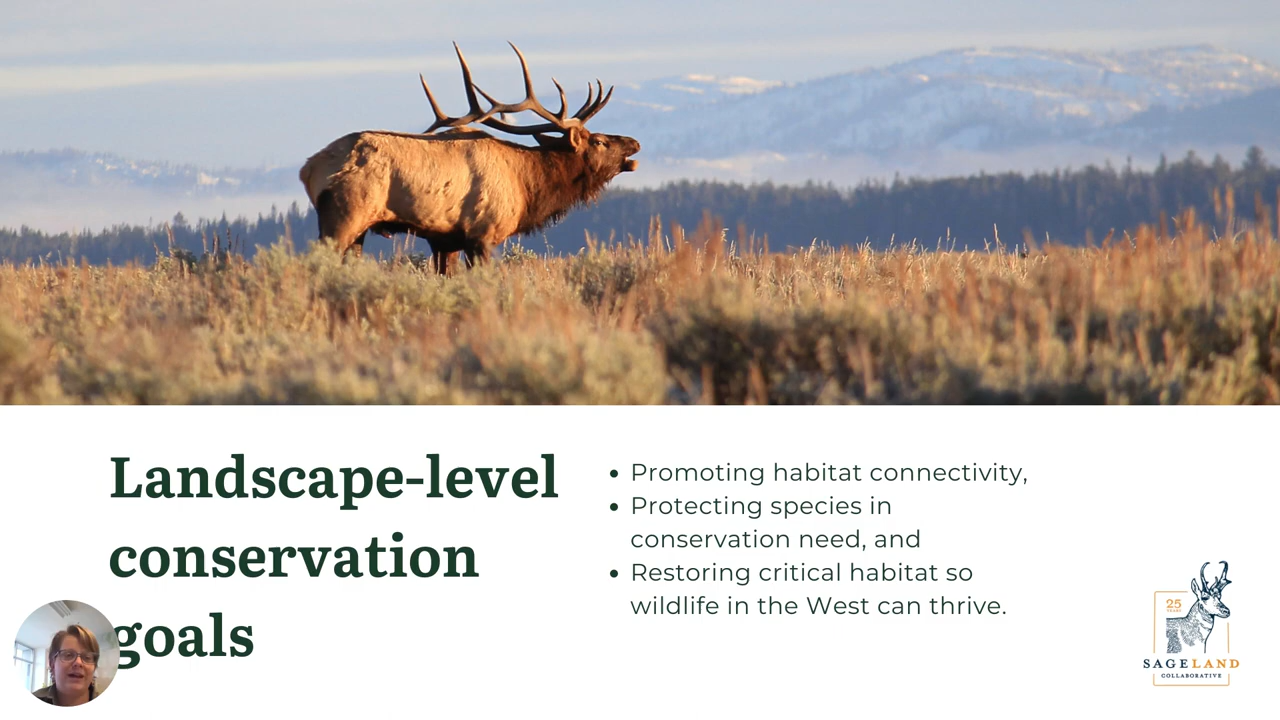 Landscape-level
conservation
goals
• Promoting habitat connectivity,
• Protecting species in
conservation need, and
• Restoring critical habitat so
wildlife in the West can thrive.
25
YEARS
SAGELAND
COLLABORATIVE